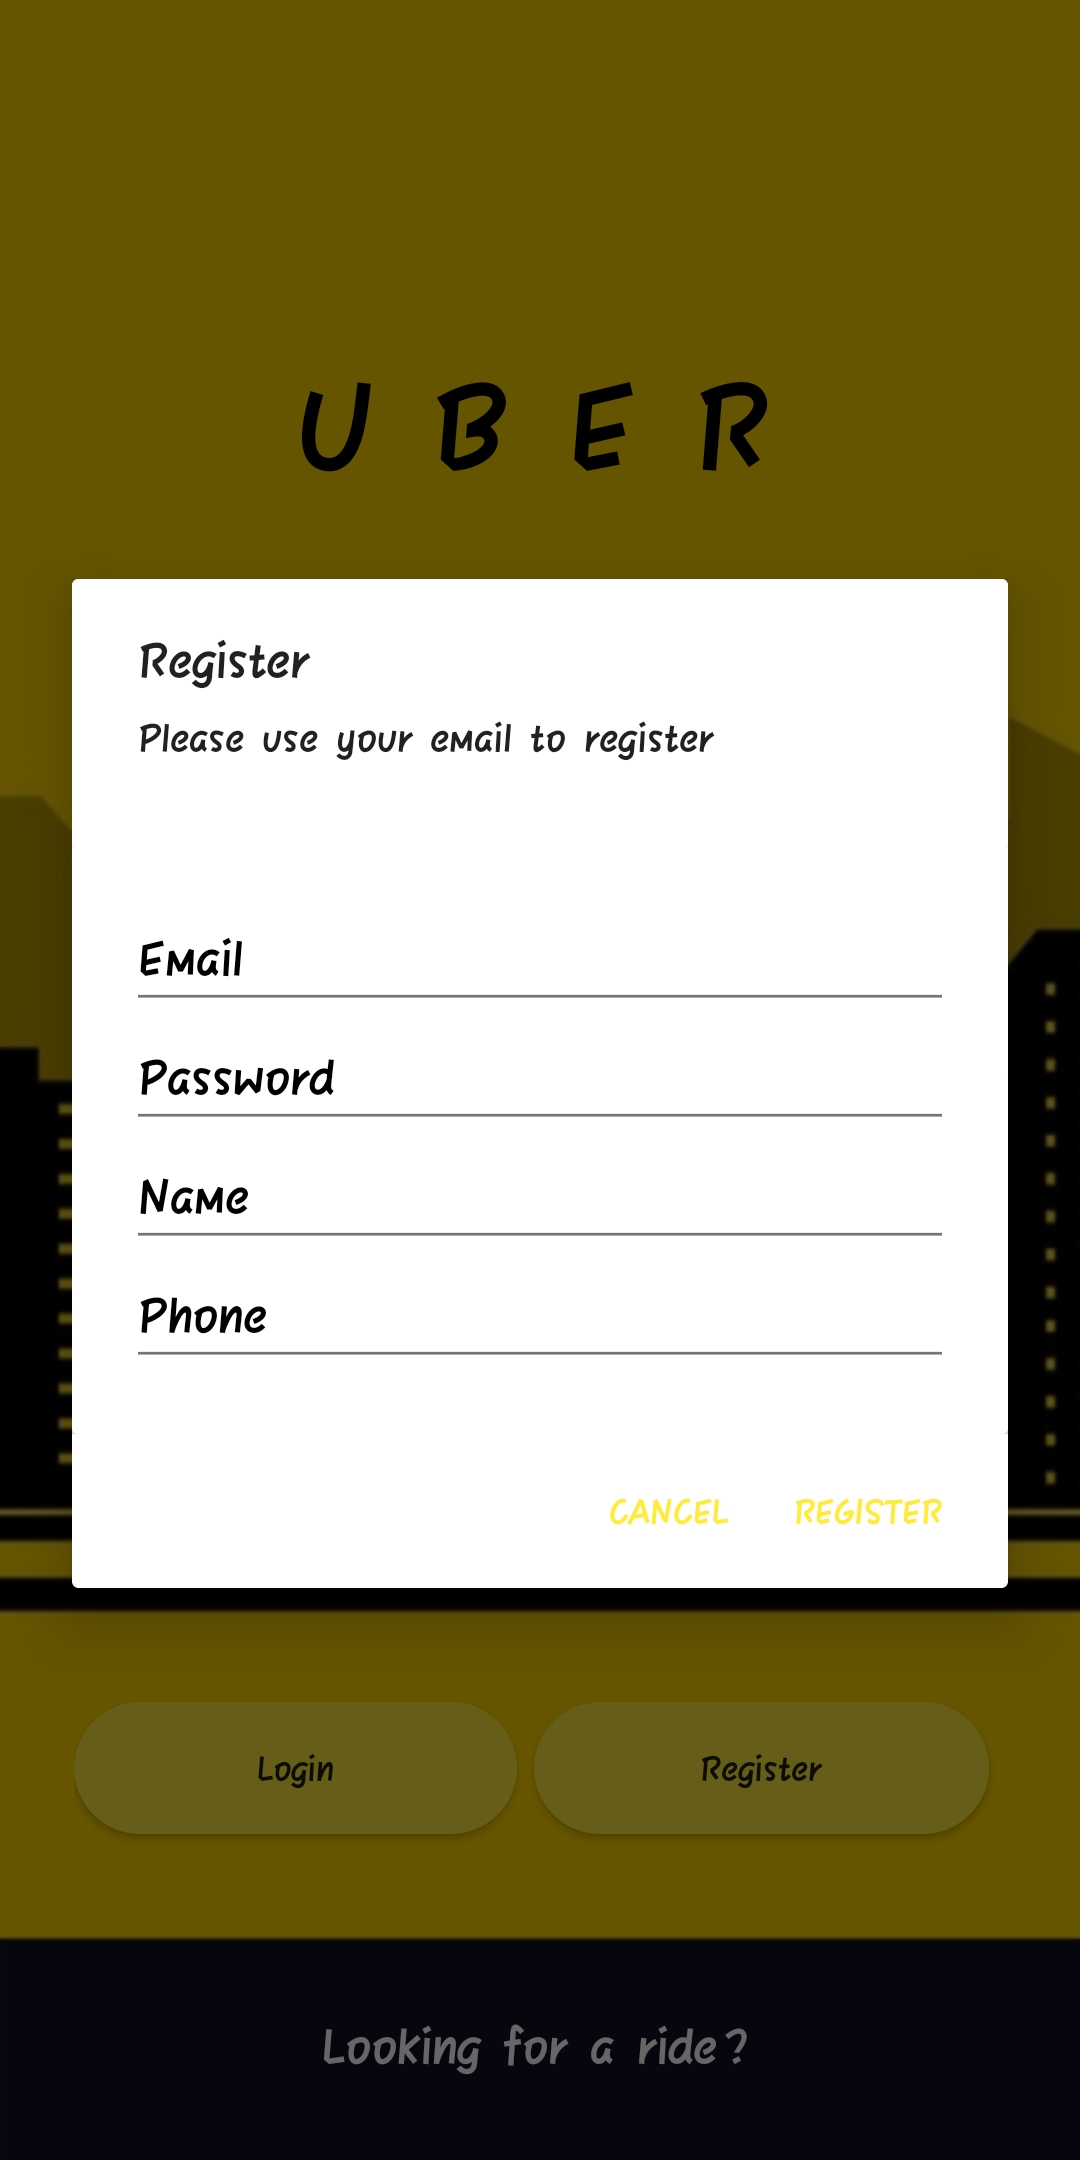 U B E R
Register
Please use your email to register
Email
Password
Name
Phone
CANCEL REGISTER
Login Register
Looking for a ride?